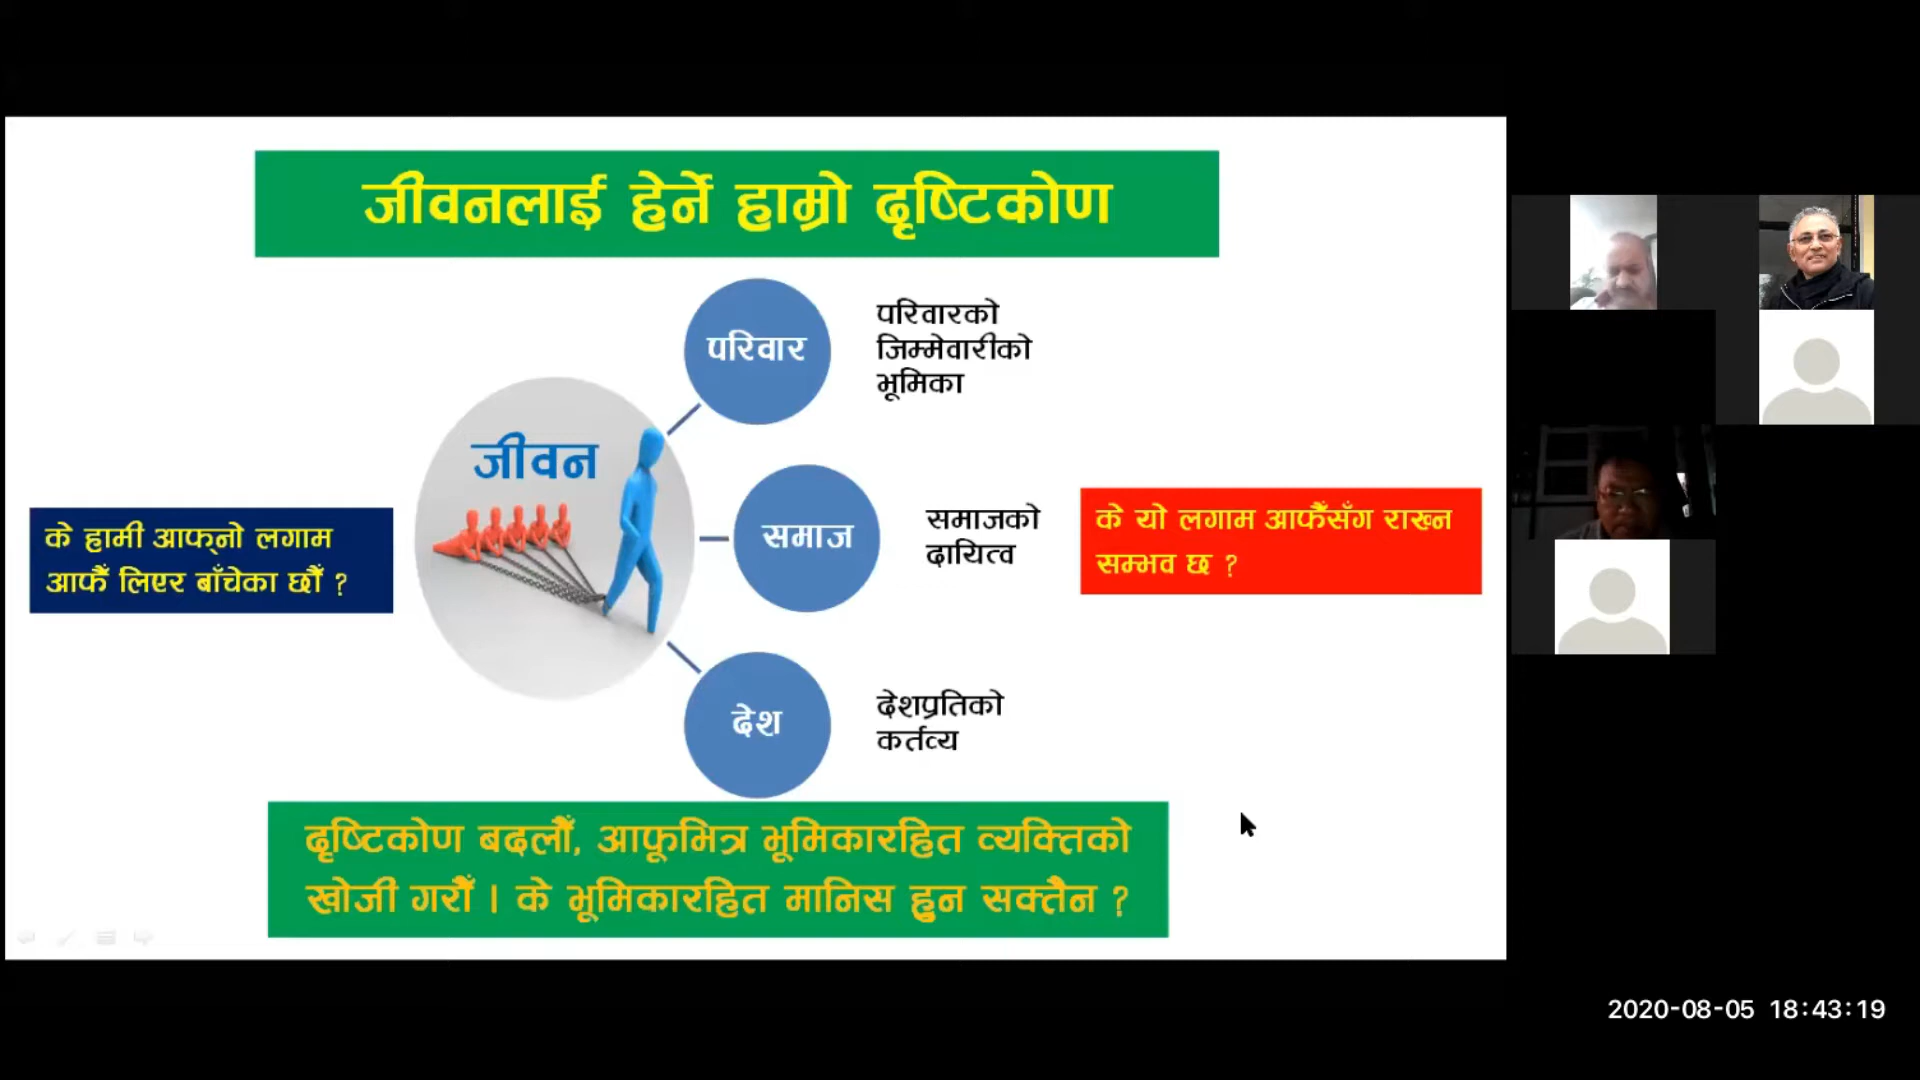 जीवनलाई हेर्ने हाम्रो दृष्टिकोण
परिवार
परिवारको
जिम्मेवारीको
भूमिका
जीवन
के हामी आफ्नो लगाम
आफैँ लिएर बाँचेका छौँ ?
समाज
समाजको
दायित्व
के यो लगाम आफैँसँग राख्न
सम्भव छ ?
देश
देशप्रतिको
कर्तव्य
दृष्टिकोण बदलौँ, आफूभित्र भूमिकारहित व्यक्तिको
खोजी गरौँ । के भूमिकारहित मानिस हुन सक्तैन ?
2020-08-05 18:43:19